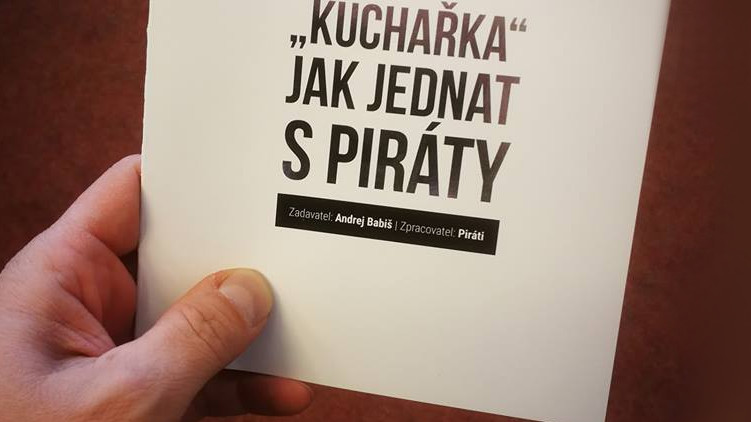 „KUCHAŘKA“
JAK JEDNAT
S PIRÁTY
Zadavatel: Andrej Babiš | Zpracovatel: Piráti